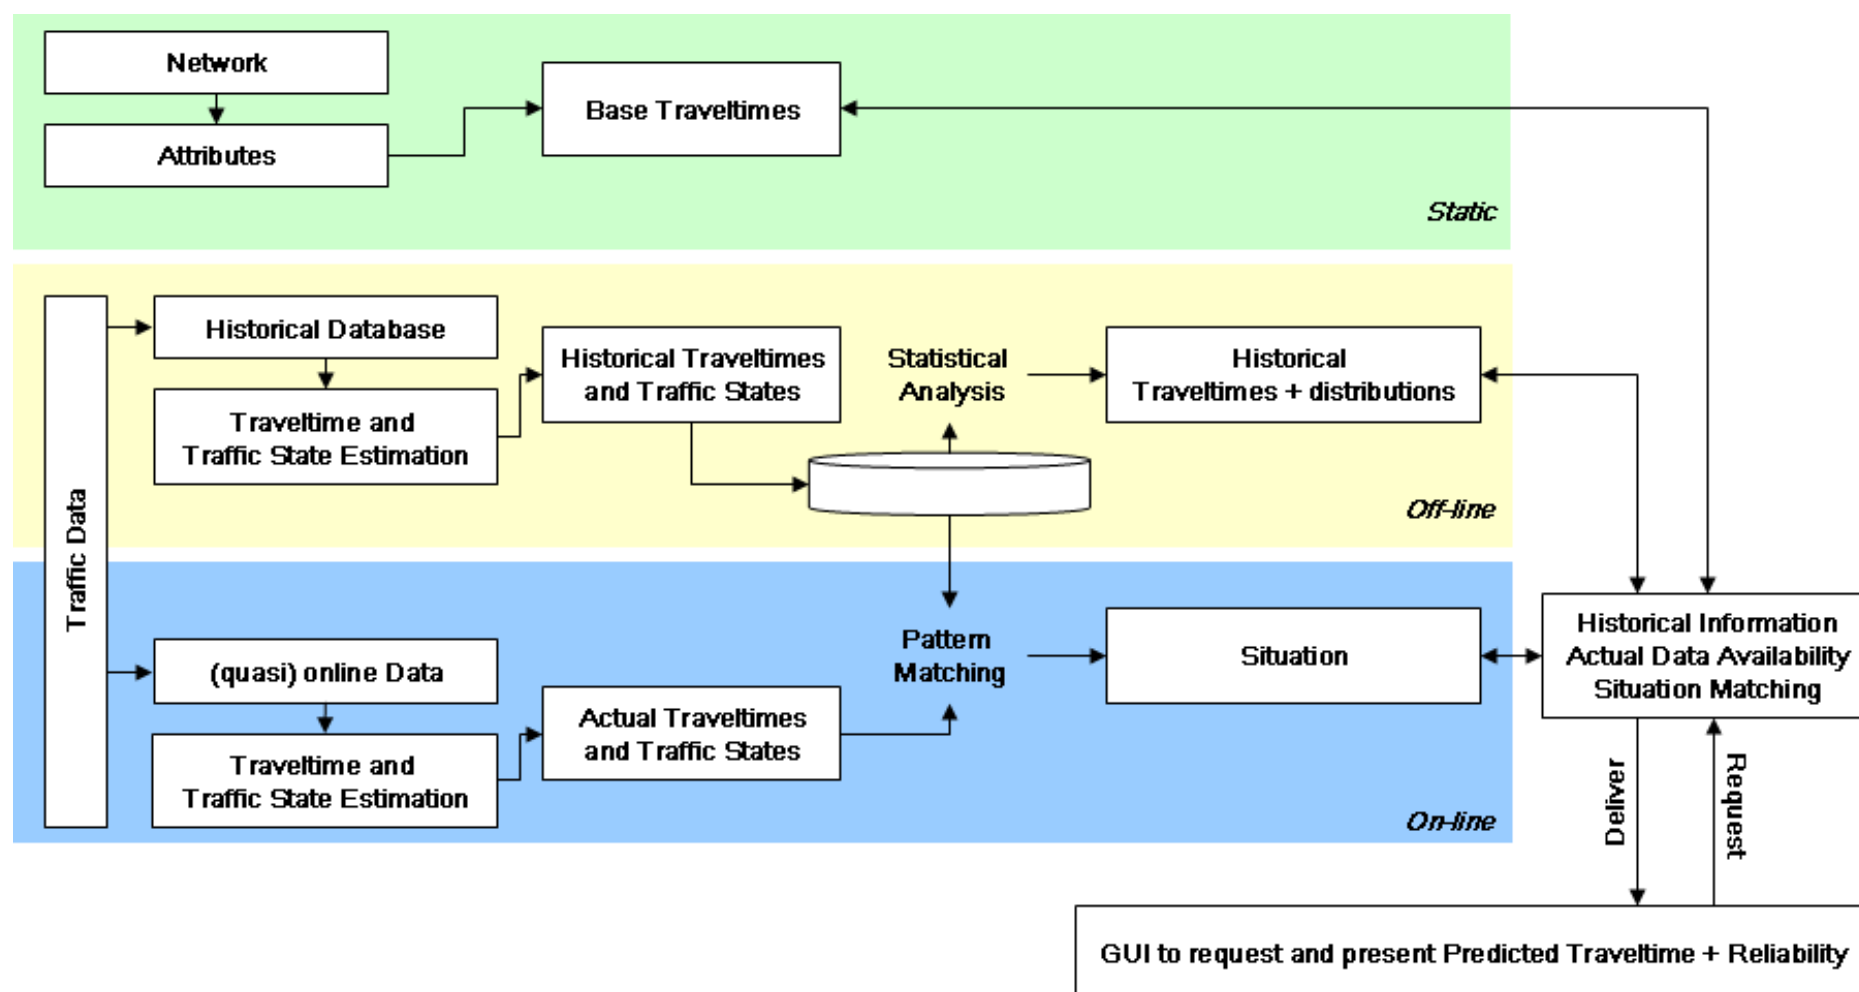 Network
Attributes
Base Traveltimes
Static
Traffic Data
Historical Database
Traveltime and
Traffic State Estimation
Historical Traveltimes
and Traffic States
Statistical
Analysis
Historical
Traveltimes + distributions
Off-line
(quasi) online Data
Traveltime and
Traffic State Estimation
Actual Traveltimes
and Traffic States
Pattern
Matching
Situation
On-line
Historical Information
Actual Data Availability
Situation Matching
Deliver
Request
GUI to request and present Predicted Traveltime + Reliability